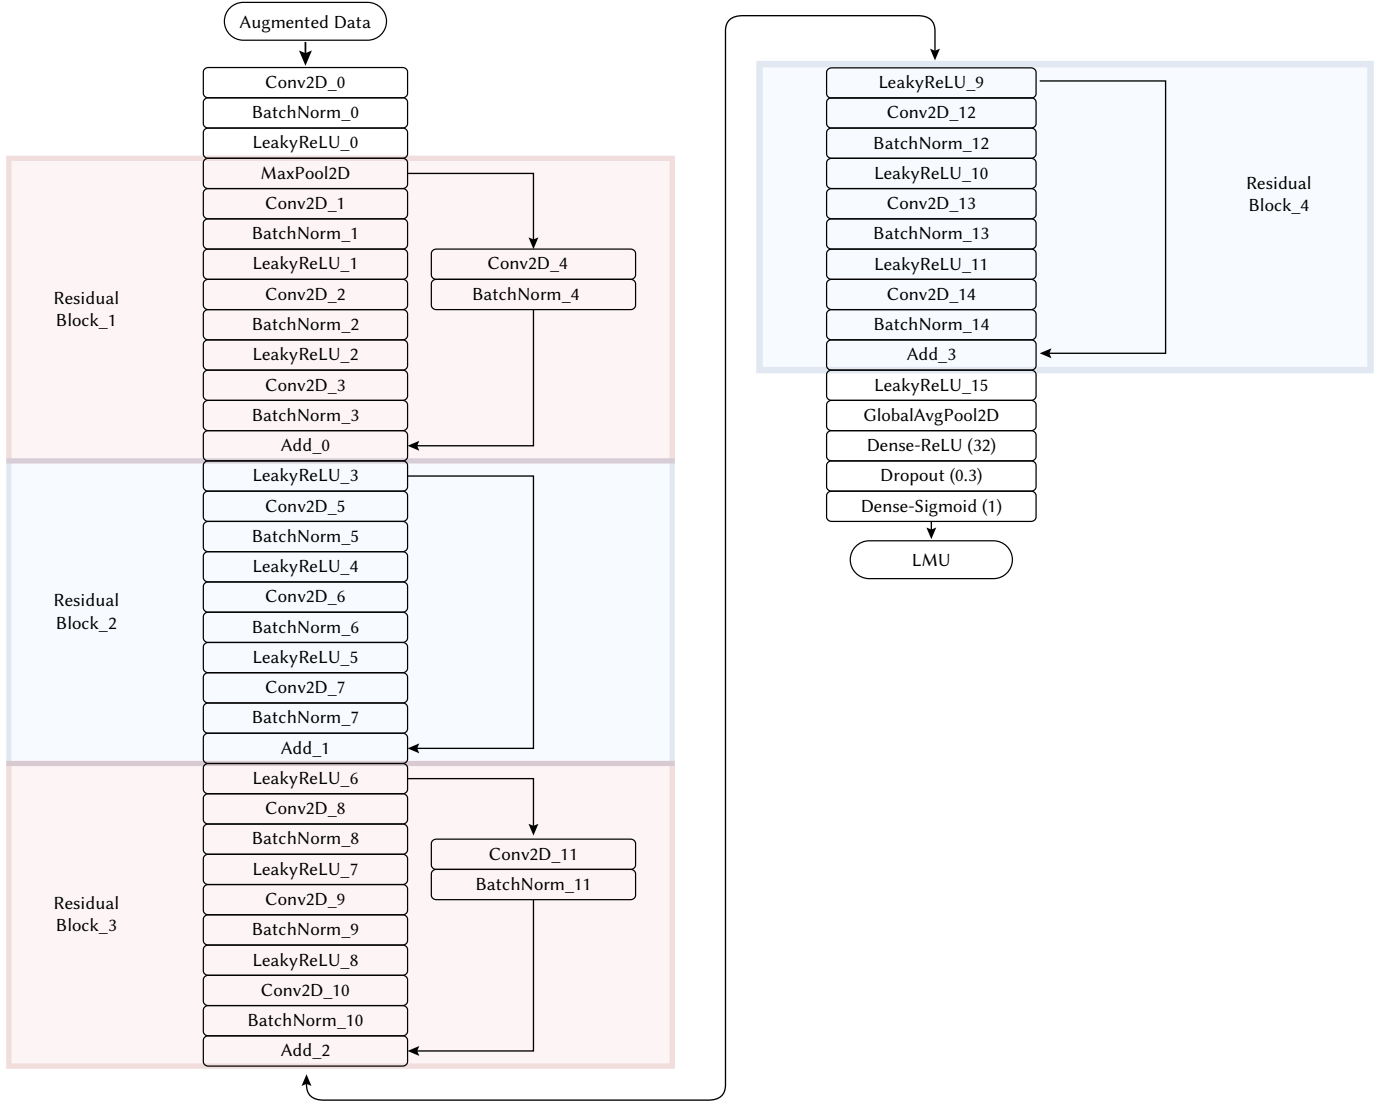 Augmented Data
Conv2D_0
BatchNorm_0
LeakyReLU_0
Residual
Block_1
MaxPool2D
Conv2D_1
BatchNorm_1
LeakyReLU_1
Conv2D_2
BatchNorm_2
LeakyReLU_2
Conv2D_3
BatchNorm_3
Add_0
Conv2D_4
BatchNorm_4
Residual
Block_2
LeakyReLU_3
Conv2D_5
BatchNorm_5
LeakyReLU_4
Conv2D_6
BatchNorm_6
LeakyReLU_5
Conv2D_7
BatchNorm_7
Add_1
Residual
Block_3
LeakyReLU_6
Conv2D_8
BatchNorm_8
LeakyReLU_7
Conv2D_9
BatchNorm_9
LeakyReLU_8
Conv2D_10
BatchNorm_10
Add_2
Conv2D_11
BatchNorm_11
LeakyReLU_9
Conv2D_12
BatchNorm_12
LeakyReLU_10
Conv2D_13
BatchNorm_13
LeakyReLU_11
Conv2D_14
BatchNorm_14
Add_3
Residual
Block_4
LeakyReLU_15
GlobalAvgPool2D
Dense-ReLU (32)
Dropout (0.3)
Dense-Sigmoid (1)
LMU